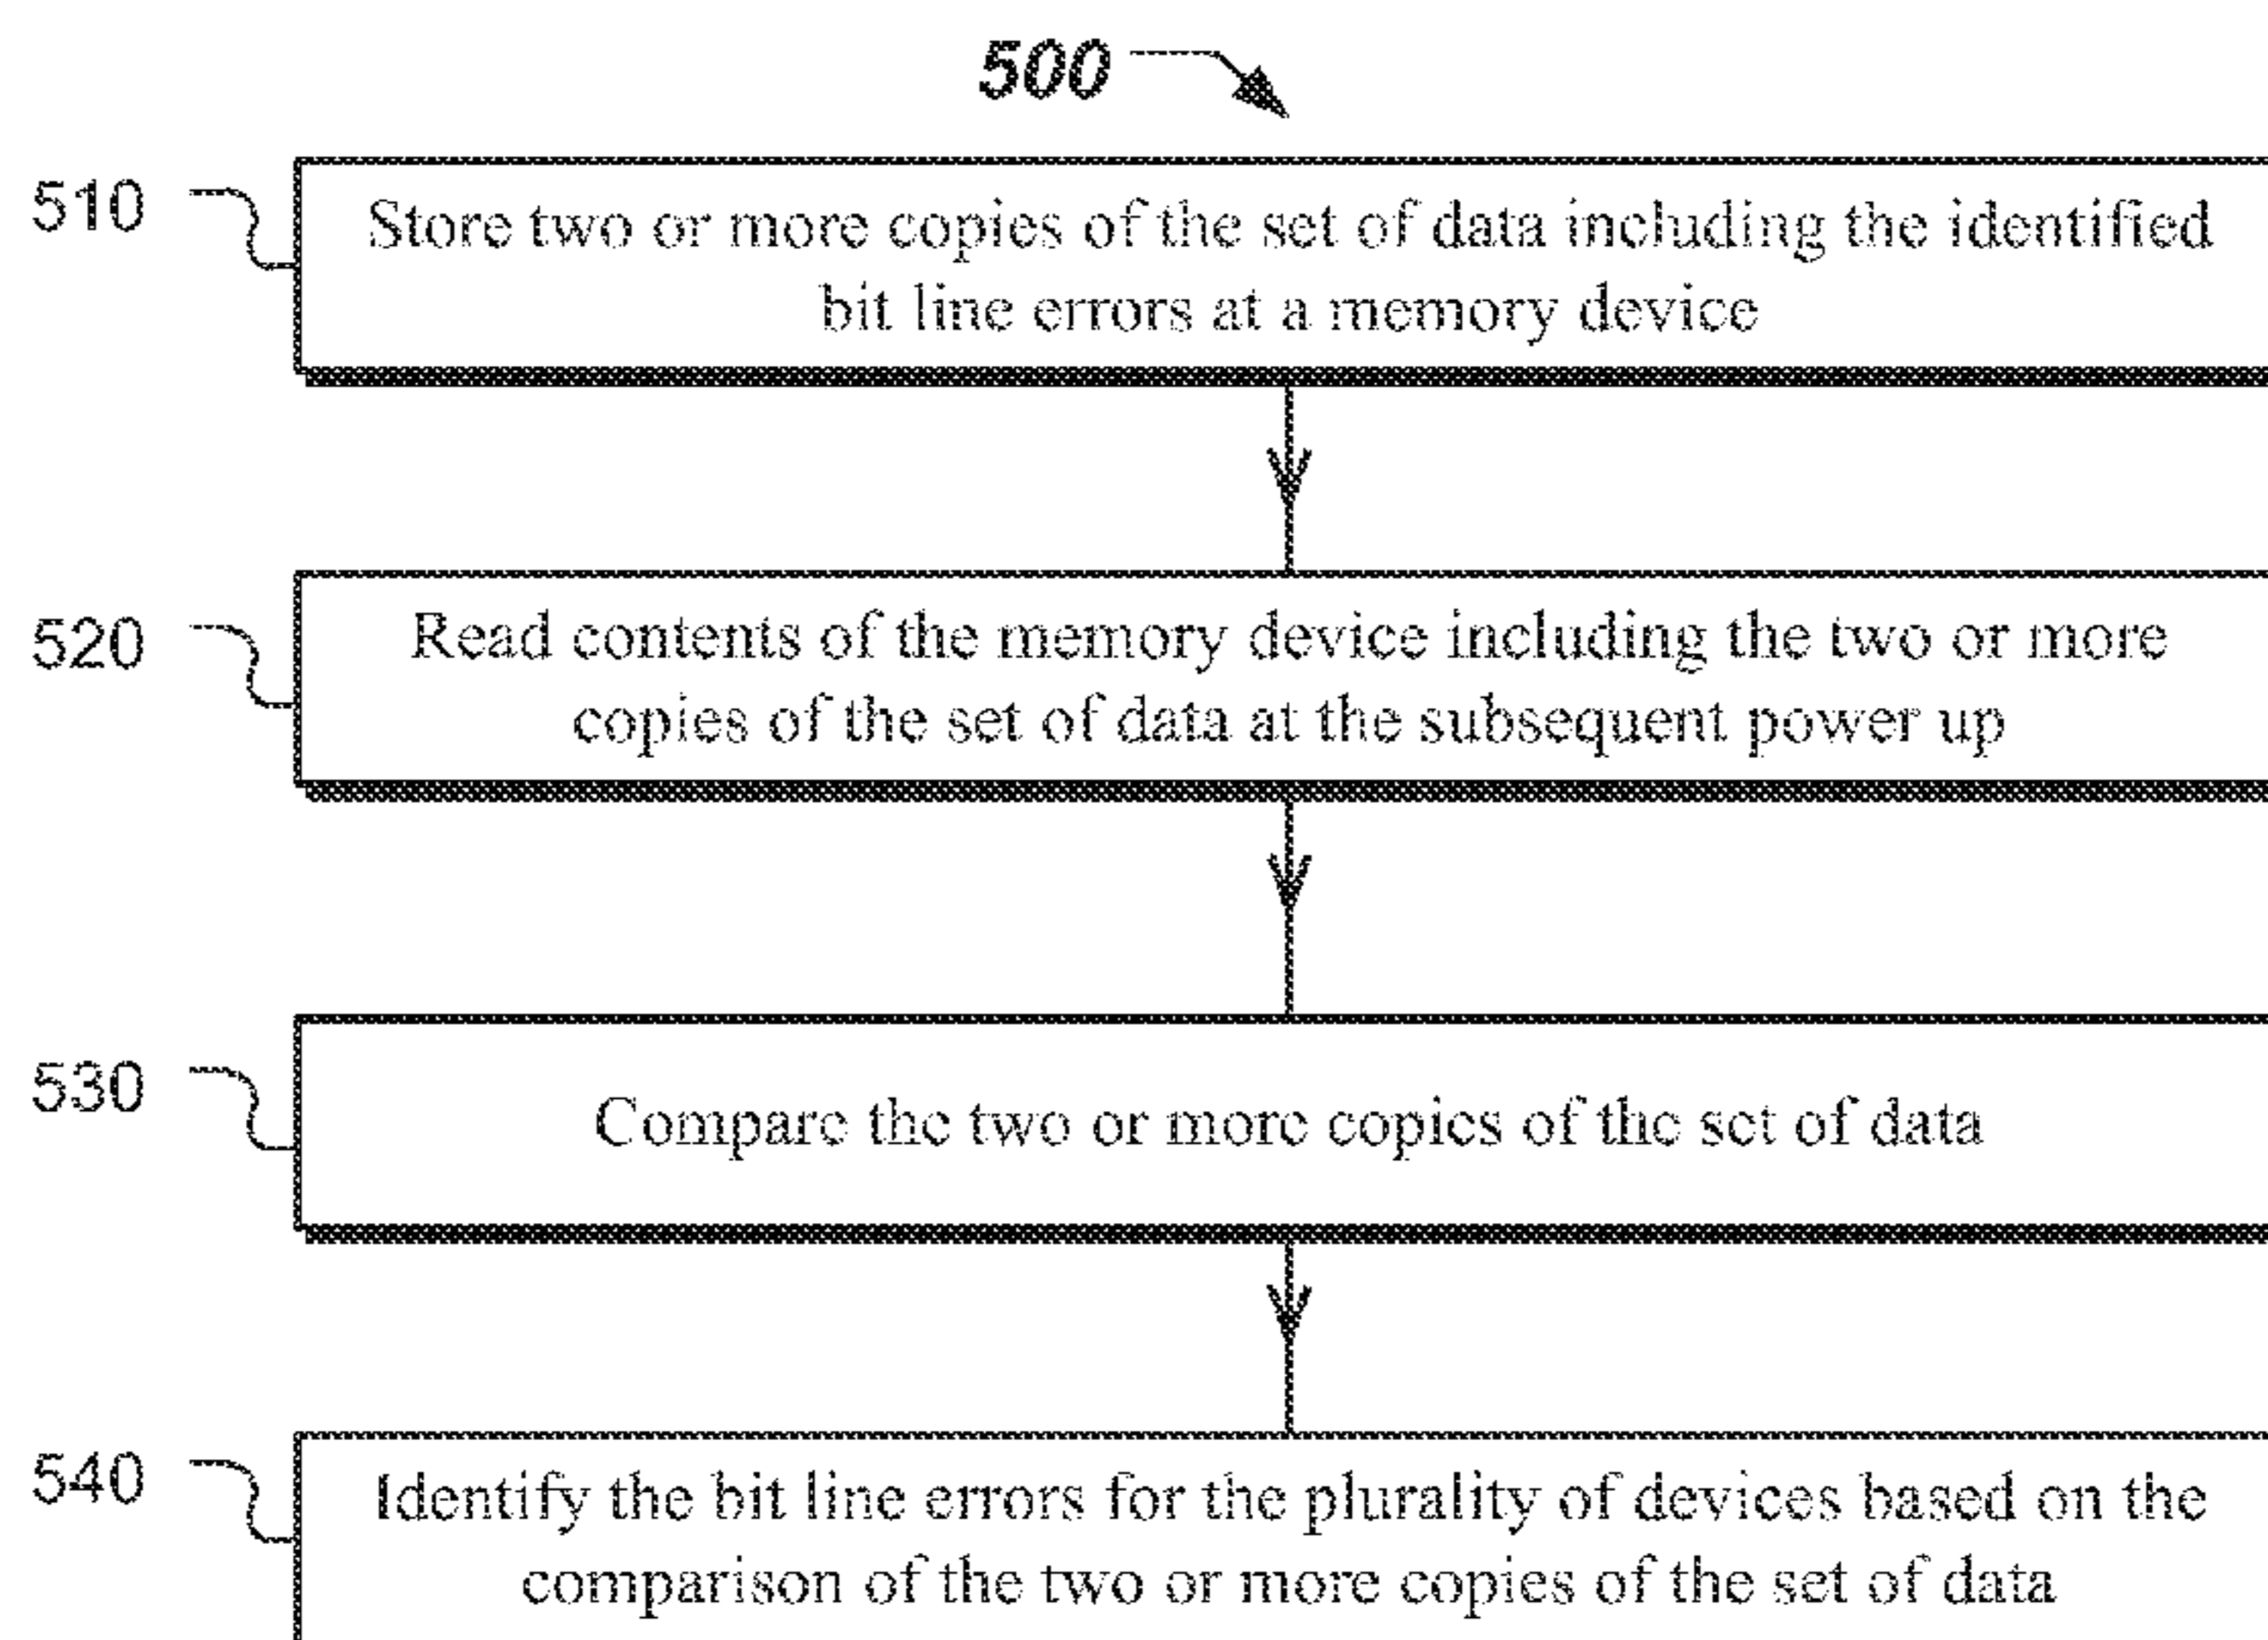 500
510
Store two or more copies of the set of data including the identified
bit line errors at a memory device
520
Read contents of the memory device including the two or more
copies of the set of data at the subsequent power up
530
Compare the two or more copies of the set of data
540
Identify the bit line errors for the plurality of devices based on the
comparison of the two or more copies of the set of data